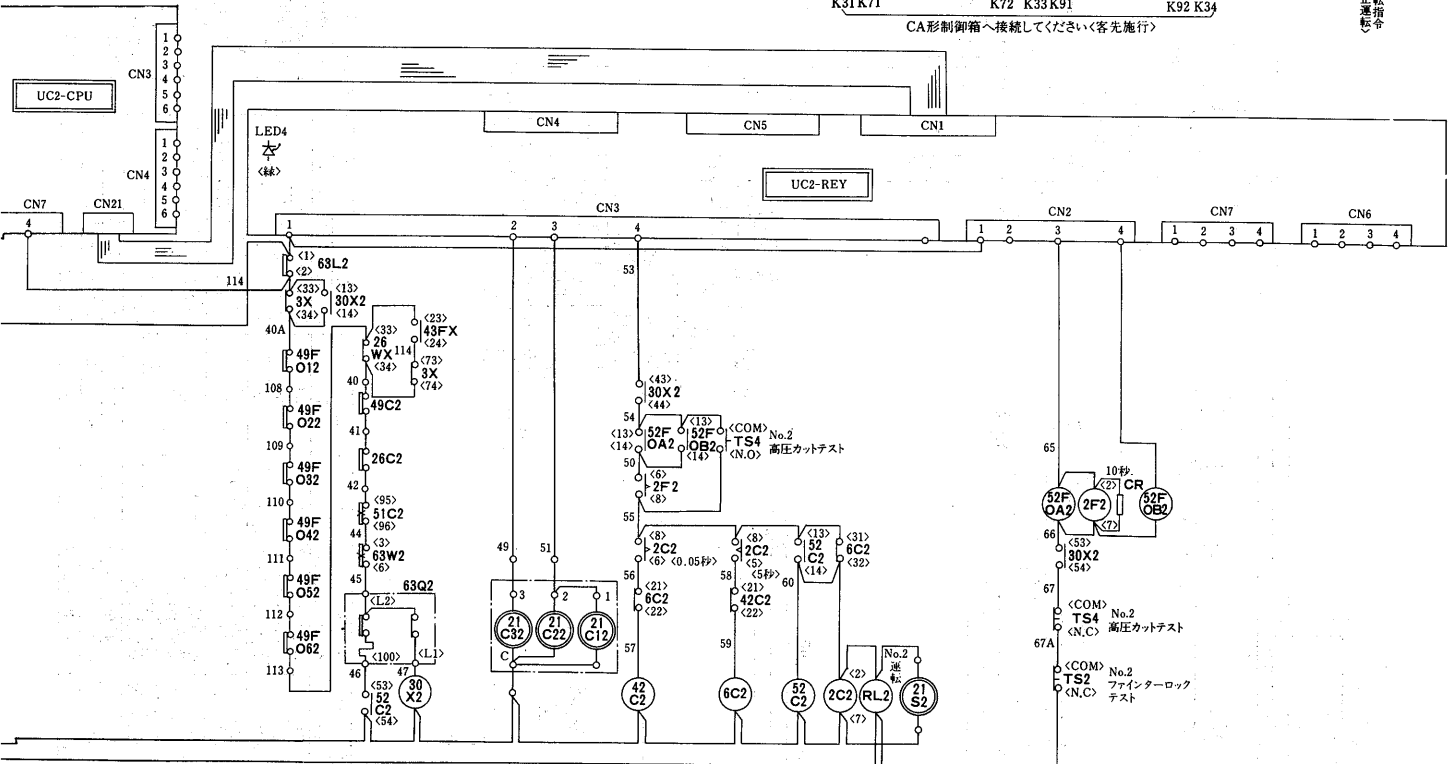 K31 K71 K72 K33 K91 K92 K34
CA形制御箱へ接続してください〈客先施行〉
転指令
運転〉
CN3
1
2
3
4
5
6
UC2-CPU
CN4
1
2
3
4
5
6
CN7
4
CN21
LED4
〈緑〉
CN4
CN5
CN1
UC2-REY
CN3
1
2
3
4
CN2
1
2
3
4
CN7
1
2
3
4
CN6
1
2
3
4
114
〈1〉
63L2
〈2〉
〈33〉
3X
〈34〉
〈13〉
30X2
〈14〉
40A
49F
O12
108
49F
O22
109
49F
O32
110
49F
O42
111
49F
O52
112
49F
O62
113
〈33〉
26
WX
〈34〉
〈23〉
43FX
〈24〉
114
〈73〉
3X
〈74〉
40
49C2
41
26C2
42
〈95〉
51C2
〈96〉
44
〈3〉
63W2
〈6〉
45
63Q2
〈L2〉
〈100〉
〈L1〉
46
47
〈53〉
52
C2
〈54〉
30
X2
49
51
3
2
1
21
C32
21
C22
21
C12
C
53
〈43〉
30X2
〈44〉
54
〈13〉
52F
OA2
〈14〉
〈13〉
52F
OB2
〈14〉
〈COM〉
TS4
〈N.O〉
No.2
高圧カットテスト
50
〈6〉
2F2
〈8〉
55
〈8〉
2C2
〈6〉
〈0.05秒〉
56
〈21〉
6C2
〈22〉
57
42
C2
〈8〉
2C2
〈5〉
〈5秒〉
58
〈21〉
42C2
〈22〉
59
6C2
〈13〉
52
C2
〈14〉
60
52
C2
〈31〉
6C2
〈32〉
〈2〉
2C2
〈7〉
RL2
No.2
運転
21
S2
65
52F
OA2
2F2
10秒
〈2〉
CR
〈7〉
52F
OB2
66
〈53〉
30X2
〈54〉
67
〈COM〉
TS4
〈N.C〉
No.2
高圧カットテスト
67A
〈COM〉
TS2
〈N.C〉
No.2
ファインターロック
テスト